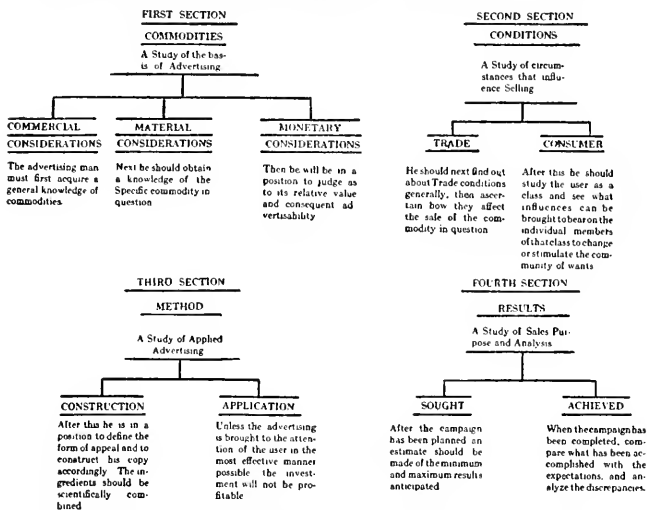 FIRST SECTION
COMMODITIES
A Study of the bas-
is of Advertising
COMMERCIAL
CONSIDERATIONS
The advertising man
must first acquire a
general knowledge of
commodities.
MATERIAL
CONSIDERATIONS
Next he should obtain
a knowledge of the
Specific commodity in
question
MONETARY
CONSIDERATIONS
Then he will be in a
position to judge as
to its relative value
and consequent ad
vertisability
SECOND SECTION
CONDITIONS
A Study of circum-
stances that influ-
ence Selling
TRADE
He should next find out
about Trade conditions
generally, then ascer-
tain how they affect
the sale of the com-
modity in question
CONSUMER
After this he should
study the user as a
class and see what
influences can be
brought to bear on the
individual members
of that class to change
or stimulate the com-
munity of wants
THIRD SECTION
METHOD
A Study of Applied
Advertising
CONSTRUCTION
After this he is in a
position to define the
form of appeal and to
construct his copy
accordingly The in-
gredients should be
scientifically com-
bined
APPLICATION
Unless the advertising
is brought to the atten-
tion of the user in the
most effective manner
possible the invest-
ment will not be pro-
fitable
FOURTH SECTION
RESULTS
A Study of Sales Pur-
pose and Analysis
SOUGHT
After the campaign
has been planned an
estimate should be
made of the minimum
and maximum results
anticipated
ACHIEVED
When the campaign has
been completed, com-
pare what has been ac-
complished with the
expectations, and an-
alyze the discrepancies.